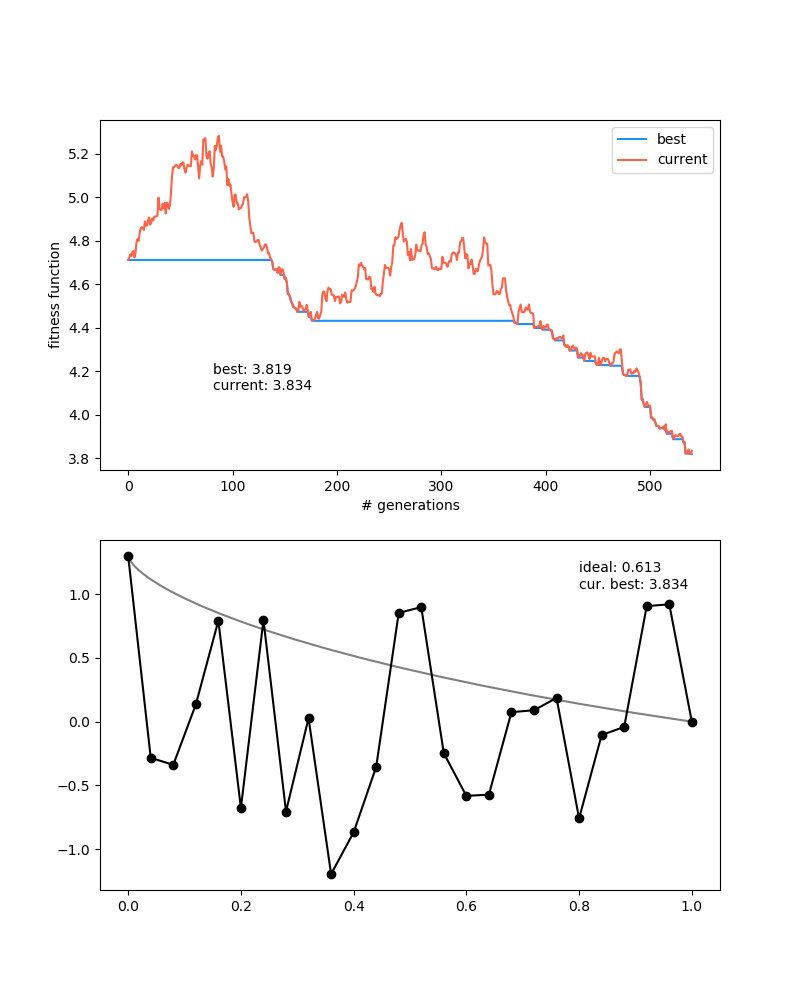 best
current
5.2
5.0
4.8
4.6
4.4
4.2
4.0
3.8
fitness function
best: 3.819
current: 3.834
0 100 200 300 400 500
# generations
ideal: 0.613
cur. best: 3.834
1.0
0.5
0.0
−0.5
−1.0
0.0 0.2 0.4 0.6 0.8 1.0